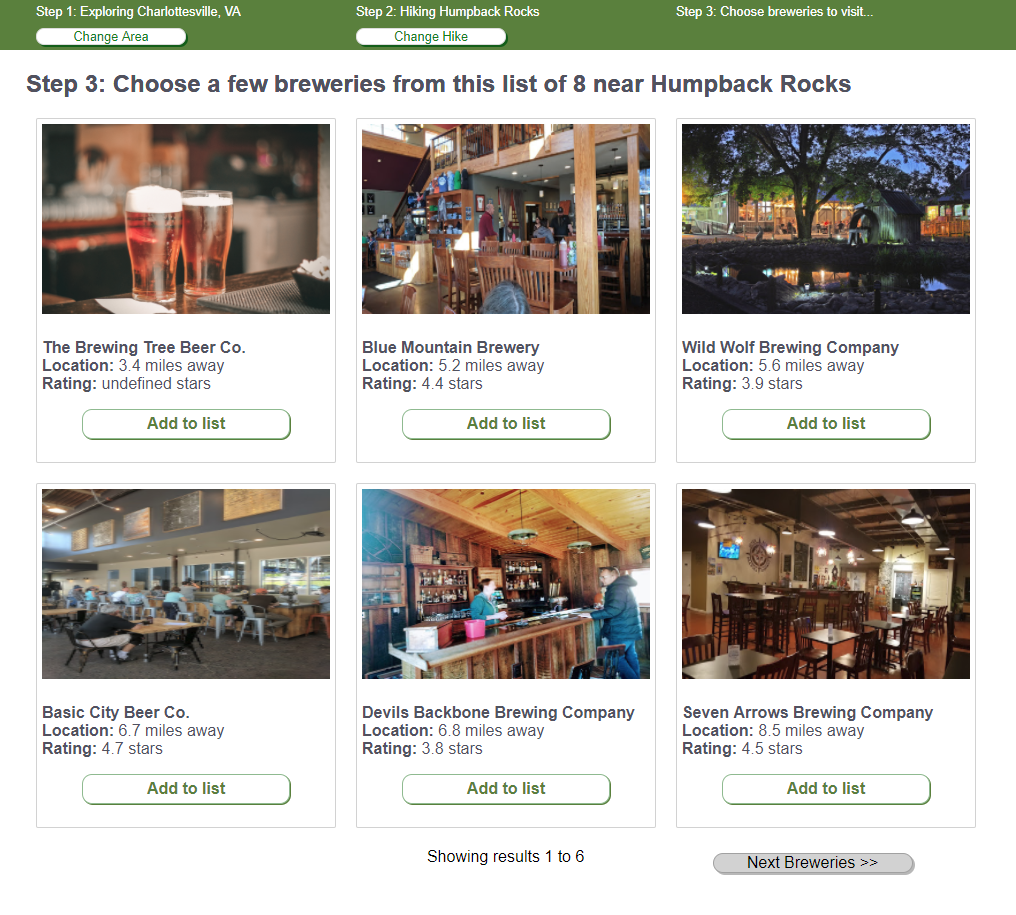 Step 1: Exploring Charlottesville, VA
Change Area
Step 2: Hiking Humpback Rocks
Change Hike
Step 3: Choose breweries to visit...
Step 3: Choose a few breweries from this list of 8 near Humpback Rocks
The Brewing Tree Beer Co.
Location: 3.4 miles away
Rating: undefined stars
Add to list
Blue Mountain Brewery
Location: 5.2 miles away
Rating: 4.4 stars
Add to list
Wild Wolf Brewing Company
Location: 5.6 miles away
Rating: 3.9 stars
Add to list
Basic City Beer Co.
Location: 6.7 miles away
Rating: 4.7 stars
Add to list
Devils Backbone Brewing Company
Location: 6.8 miles away
Rating: 3.8 stars
Add to list
Seven Arrows Brewing Company
Location: 8.5 miles away
Rating: 4.5 stars
Add to list
Showing results 1 to 6
Next Breweries >>